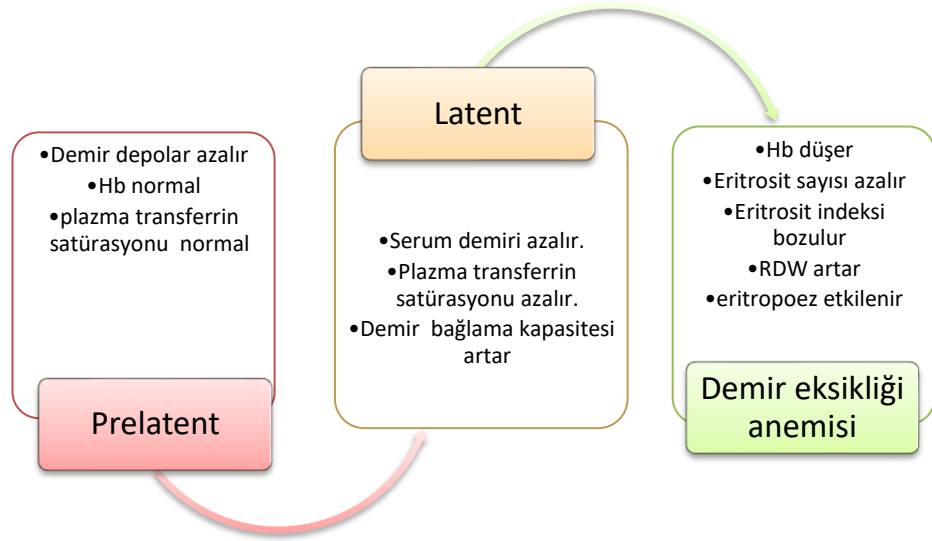 •Demir depolar azalır
•Hb normal
•plazma transferrin
satürasyonu normal
Prelatent
Latent
•Serum demiri azalır.
•Plazma transferrin
satürasyonu azalır.
•Demir bağlama kapasitesi
artar
•Hb düşer
•Eritrosit sayısı azalır
•Eritrosit indeksi
bozulur
•RDW artar
•eritropoez etkilenir
Demir eksikliği
anemisi